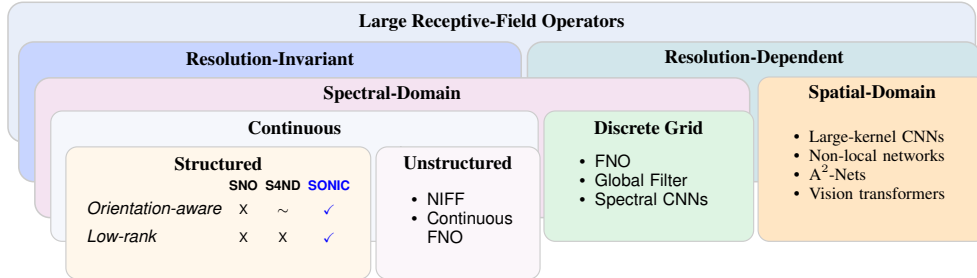 Large Receptive-Field Operators
Resolution-Invariant
Resolution-Dependent
Spectral-Domain
Spatial-Domain
• Large-kernel CNNs
• Non-local networks
• A²-Nets
• Vision transformers
Continuous
Discrete Grid
• FNO
• Global Filter
• Spectral CNNs
Structured
SNO S4ND SONIC
Orientation-aware X ~ ✓
Low-rank X X ✓
Unstructured
• NIFF
• Continuous
FNO